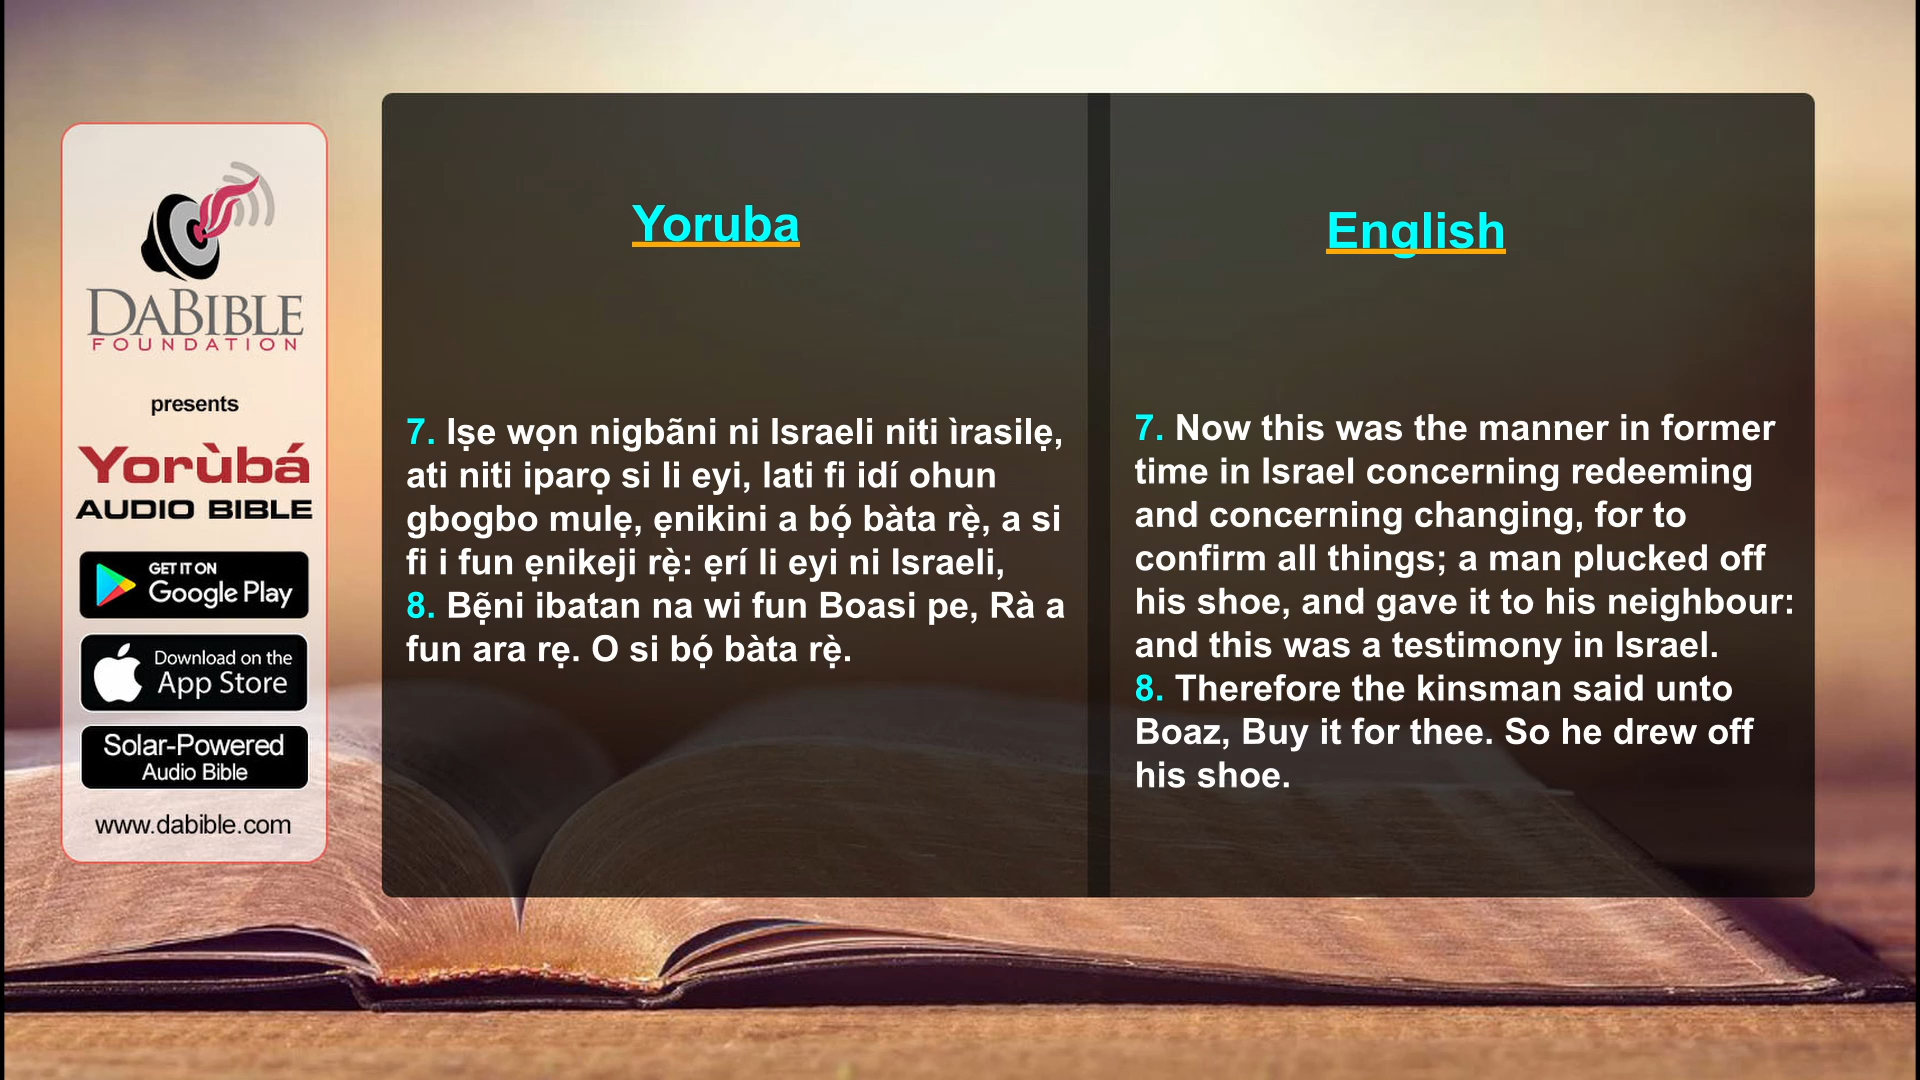 DABIBLE
FOUNDATION
presents
Yorùbá
AUDIO BIBLE
GET IT ON
Google Play
Download on the
App Store
Solar-Powered
Audio Bible
www.dabible.com
Yoruba
7. Iṣe wọn nigbãni ni Israeli niti ìrasilẹ,
ati niti iparọ si li eyi, lati fi idí ohun
gbogbo mulẹ, ẹnikini a bọ́ bàta rẹ̀, a si
fi i fun ẹnikeji rẹ̀: ẹrí li eyi ni Israeli,
8. Bẹ̃ni ibatan na wi fun Boasi pe, Rà a
fun ara rẹ. O si bọ́ bàta rẹ̀.
English
7. Now this was the manner in former
time in Israel concerning redeeming
and concerning changing, for to
confirm all things; a man plucked off
his shoe, and gave it to his neighbour:
and this was a testimony in Israel.
8. Therefore the kinsman said unto
Boaz, Buy it for thee. So he drew off
his shoe.